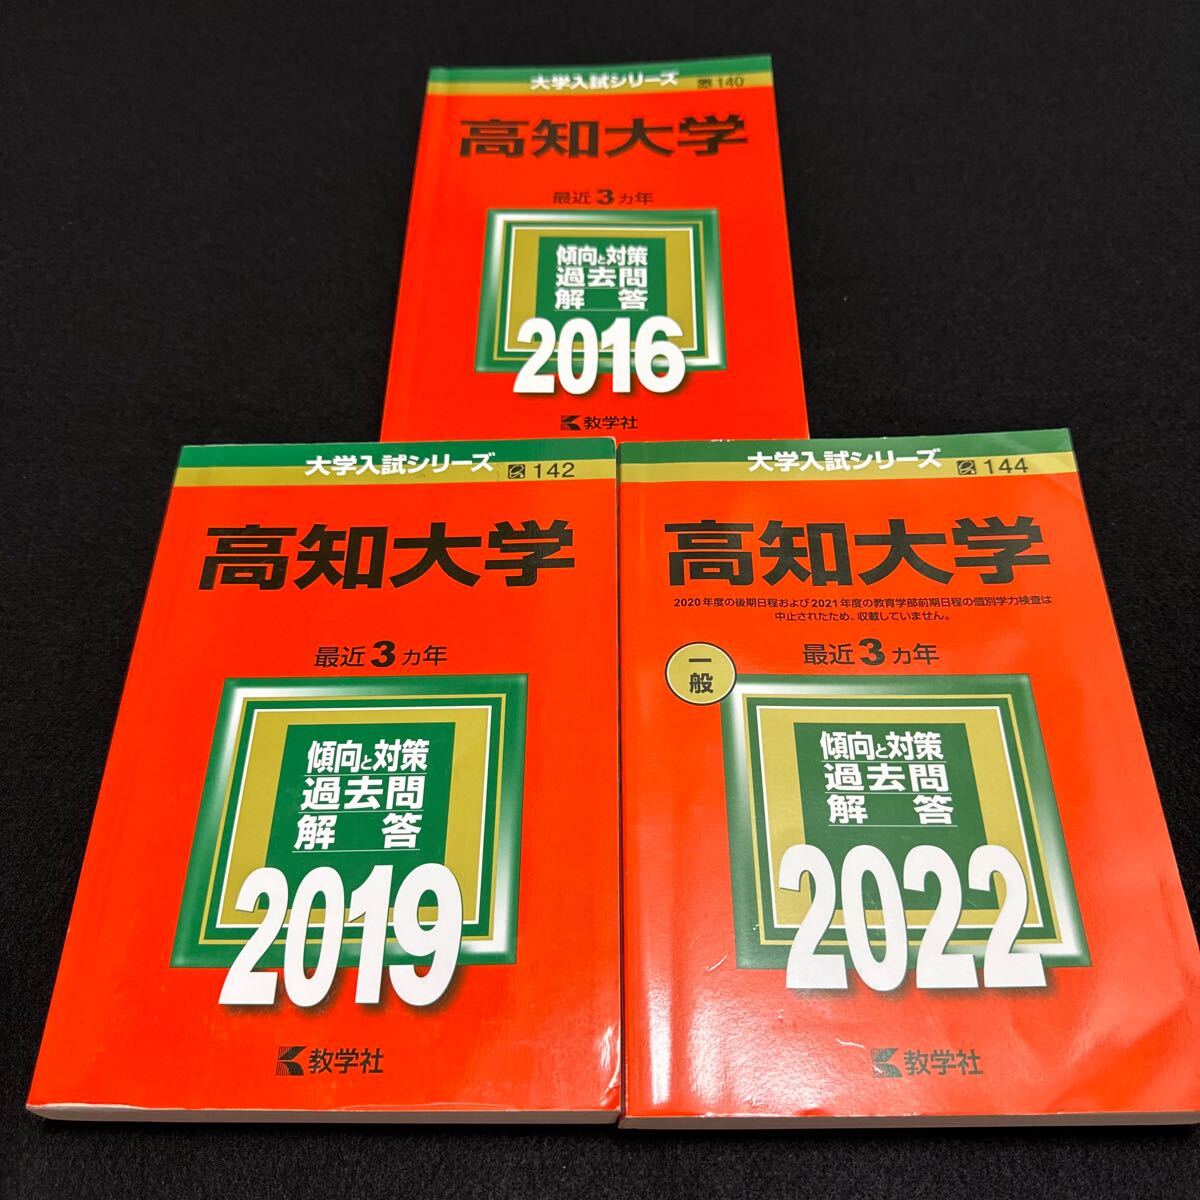 大学入試シリーズ 140
高知大学
最近3ヵ年
傾向と対策
過去問
解答
2016
教学社
大学入試シリーズ 142
高知大学
最近3ヵ年
傾向と対策
過去問
解答
2019
教学社
大学入試シリーズ 144
高知大学
2020年度の後期日程および2021年度の教育学部前期日程の個別学力検査は
中止されたため、収載していません。
一般
最近3ヵ年
傾向と対策
過去問
解答
2022
教学社